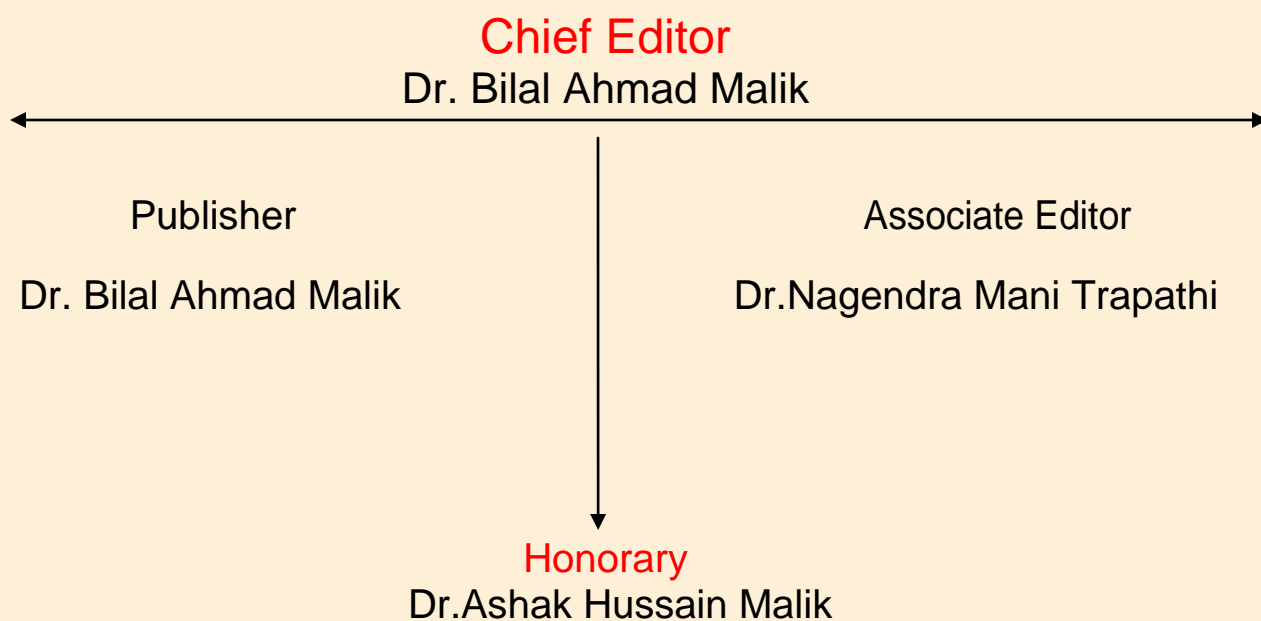 Chief Editor
Dr. Bilal Ahmad Malik
Publisher
Associate Editor
Dr. Bilal Ahmad Malik
Dr.Nagendra Mani Trapathi
Honorary
Dr.Ashak Hussain Malik